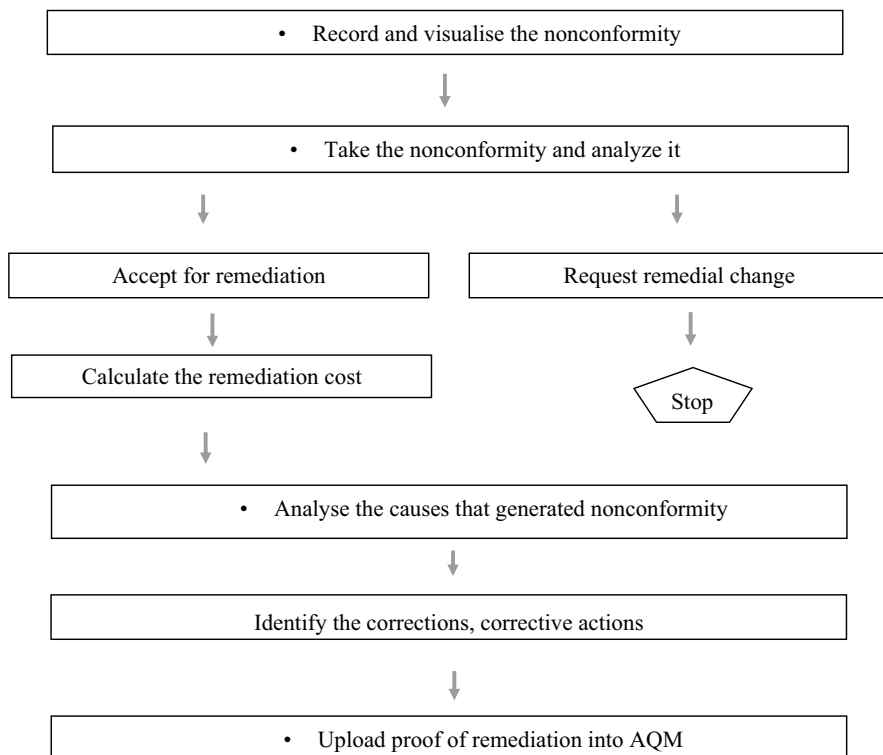 • Record and visualise the nonconformity
• Take the nonconformity and analyze it
Accept for remediation
Request remedial change
Calculate the remediation cost
Stop
• Analyse the causes that generated nonconformity
Identify the corrections, corrective actions
• Upload proof of remediation into AQM